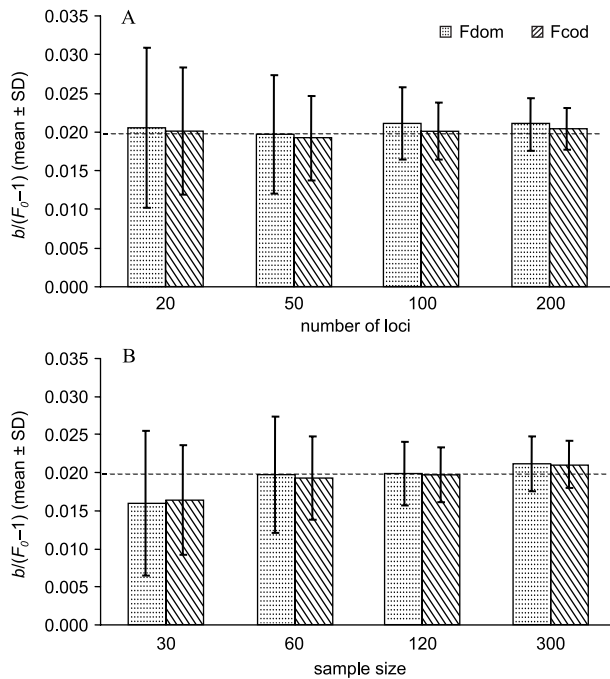 A
Fdom Fcod
0.035
0.030
0.025
0.020
0.015
0.010
0.005
0.000
b/(F₀–1) (mean ± SD)
20 50 100 200
number of loci
B
0.035
0.030
0.025
0.020
0.015
0.010
0.005
0.000
b/(F₀–1) (mean ± SD)
30 60 120 300
sample size